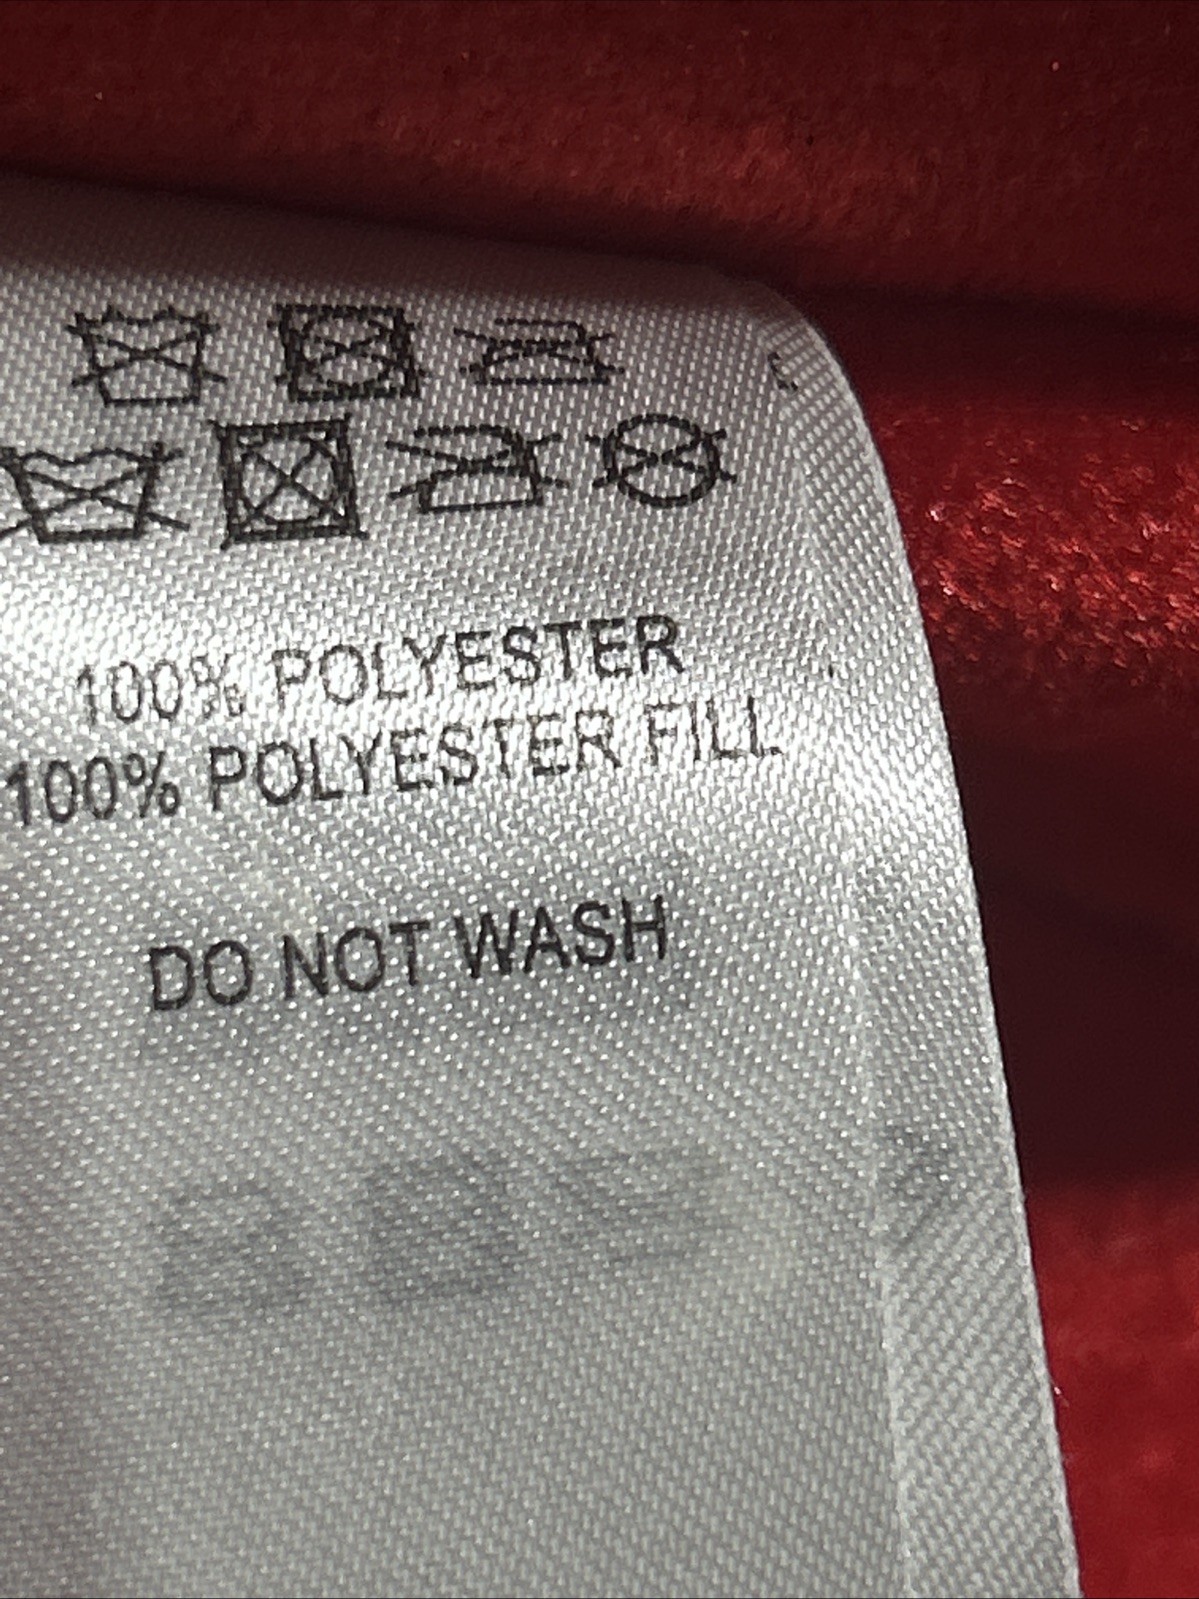 100% POLYESTER
100% POLYESTER FILL
DO NOT WASH